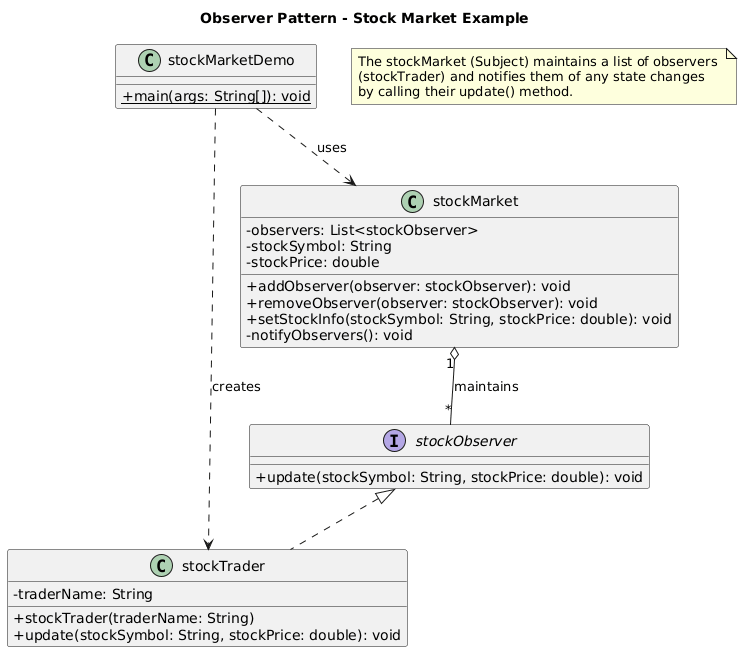 Observer Pattern - Stock Market Example
C stockMarketDemo
+main(args: String[]): void
The stockMarket (Subject) maintains a list of observers
(stockTrader) and notifies them of any state changes
by calling their update() method.
uses
C stockMarket
-observers: List<stockObserver>
-stockSymbol: String
-stockPrice: double
+addObserver(observer: stockObserver): void
+removeObserver(observer: stockObserver): void
+setStockInfo(stockSymbol: String, stockPrice: double): void
-notifyObservers(): void
1
creates
maintains
*
I stockObserver
+update(stockSymbol: String, stockPrice: double): void
C stockTrader
-traderName: String
+stockTrader(traderName: String)
+update(stockSymbol: String, stockPrice: double): void